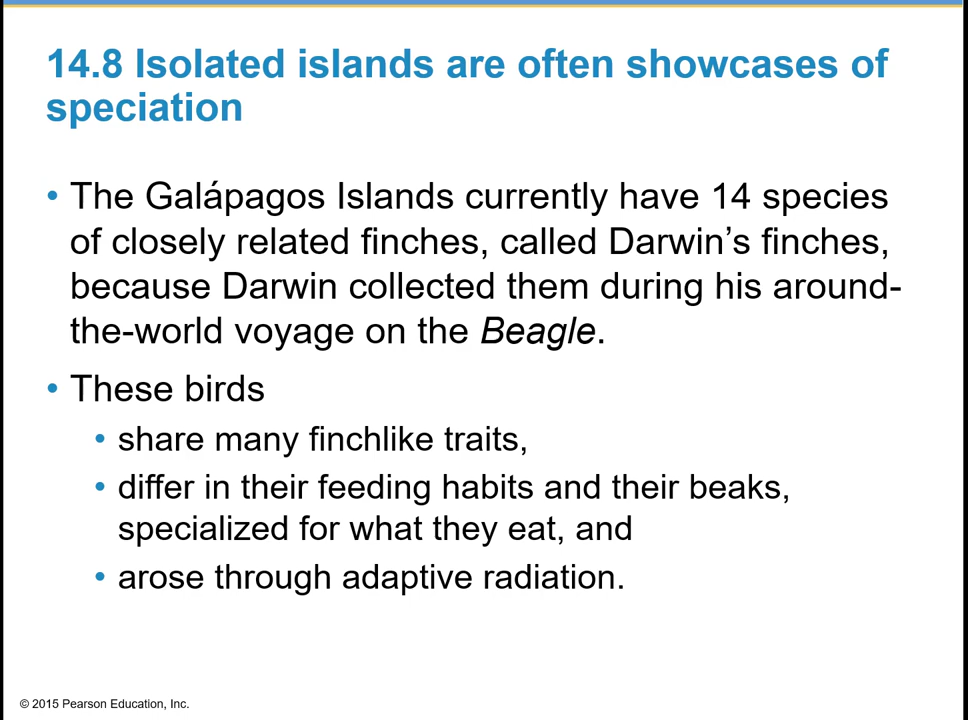 14.8 Isolated islands are often showcases of
speciation
• The Galápagos Islands currently have 14 species
of closely related finches, called Darwin’s finches,
because Darwin collected them during his around-
the-world voyage on the Beagle.
• These birds
• share many finchlike traits,
• differ in their feeding habits and their beaks,
specialized for what they eat, and
• arose through adaptive radiation.
© 2015 Pearson Education, Inc.